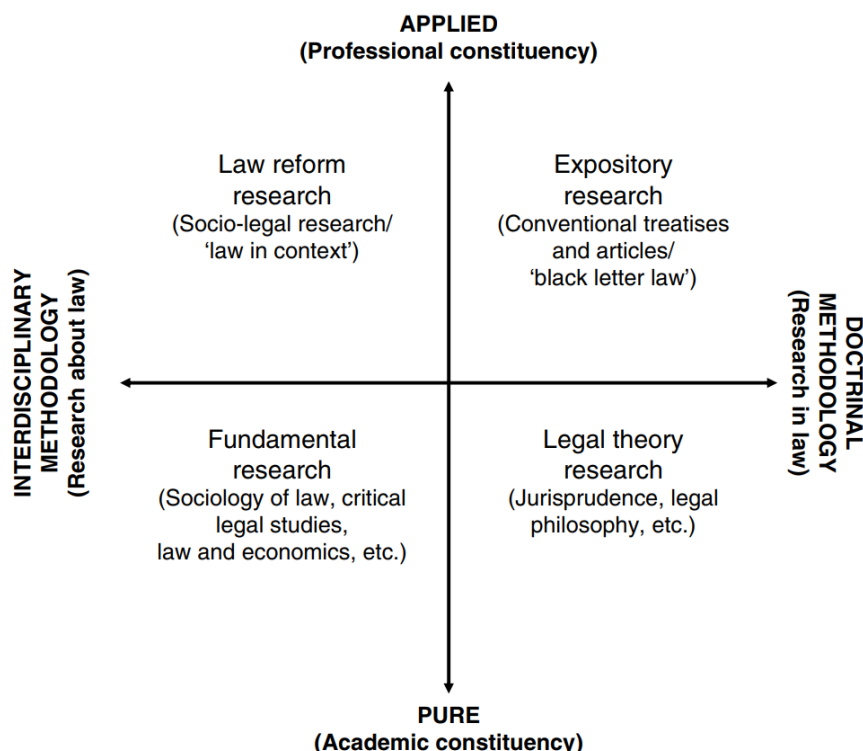 APPLIED
(Professional constituency)
Law reform
research
(Socio-legal research/
‘law in context’)
Expository
research
(Conventional treatises
and articles/
‘black letter law’)
INTERDISCIPLINARY
METHODOLOGY
(Research about law)
DOCTRINAL
METHODOLOGY
(Research in law)
Fundamental
research
(Sociology of law, critical
legal studies,
law and economics, etc.)
Legal theory
research
(Jurisprudence, legal
philosophy, etc.)
PURE
(Academic constituency)